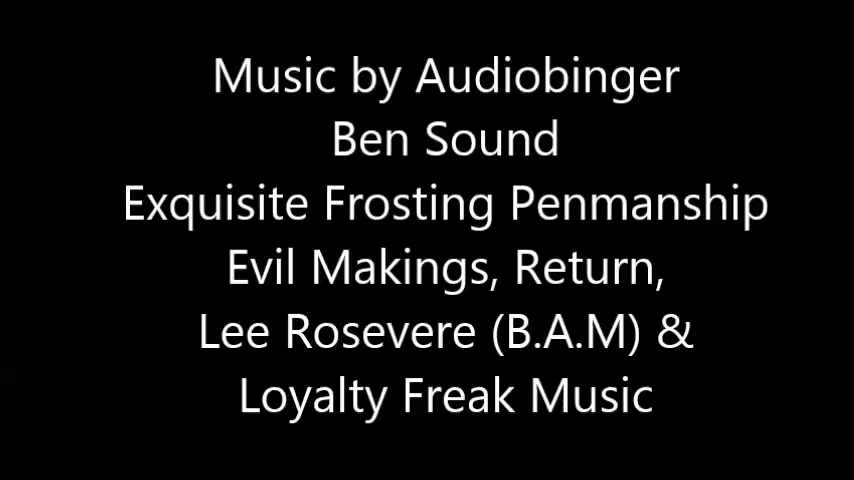 Music by Audiobinger
Ben Sound
Exquisite Frosting Penmanship
Evil Makings, Return,
Lee Rosevere (B.A.M) &
Loyalty Freak Music